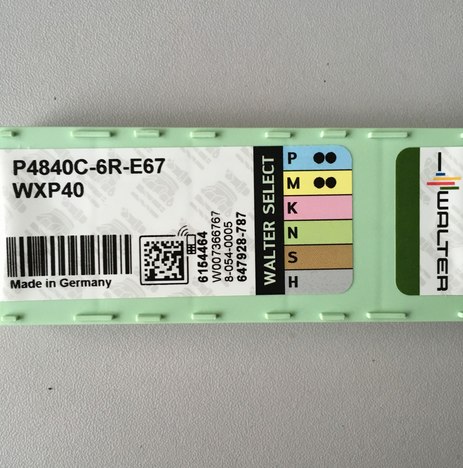 P4840C-6R-E67
WXP40
Made in Germany
6154464
W007366767
8-054-0005
647928-787
WALTER SELECT
P ●●
M ●●
K
N
S
H
WALTER